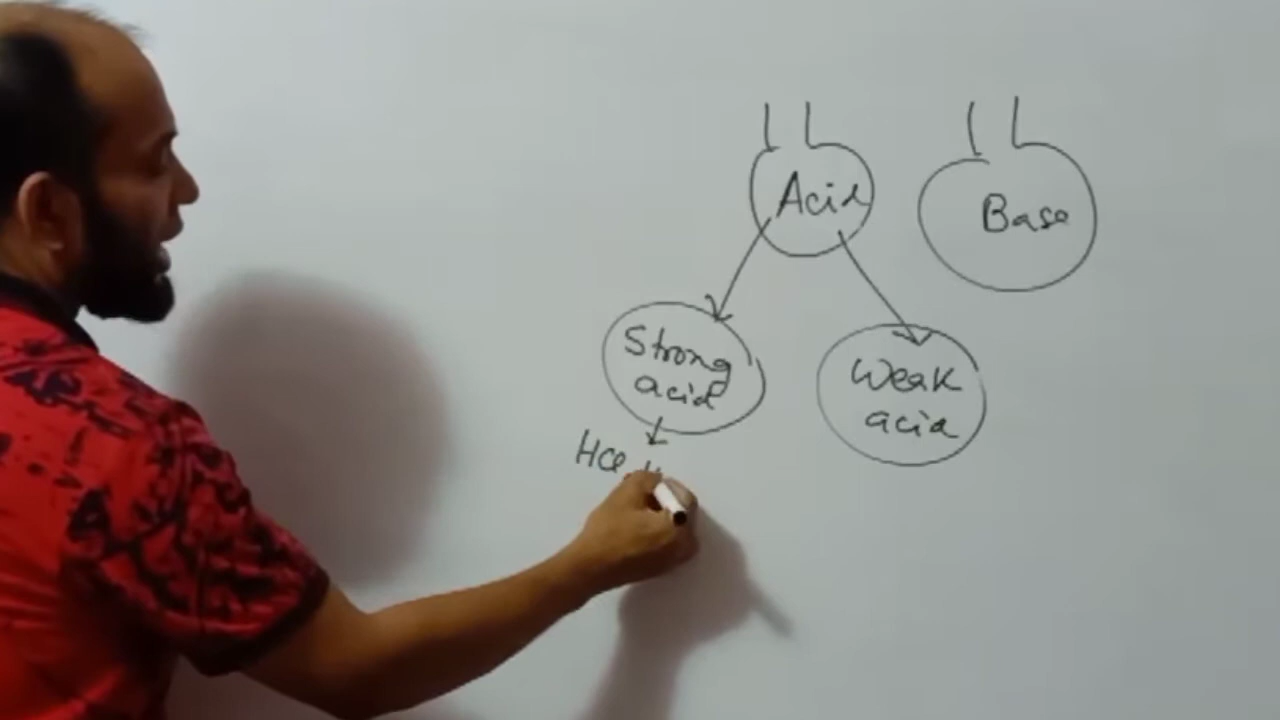 Acid
Base
Strong
acid
Weak
acid
HCl, H